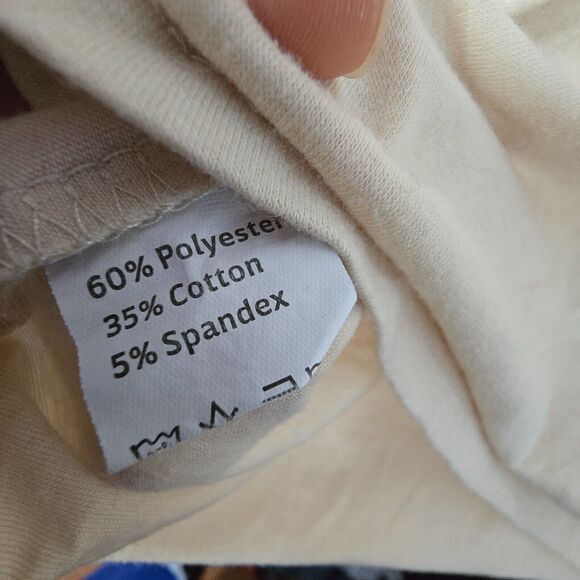 60% Polyester
35% Cotton
5% Spandex